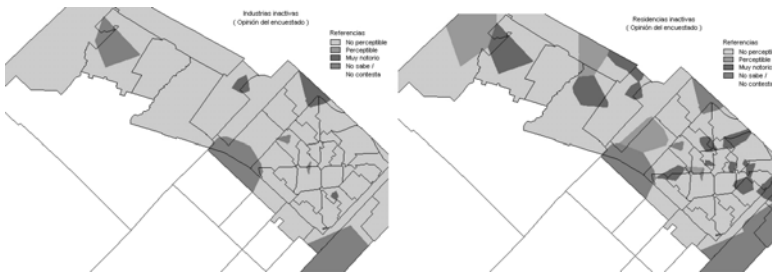 Industrias inactivas
( Opinión del encuestado )
Referencias
No perceptible
Perceptible
Muy notorio
No sabe /
No contesta
Residencias inactivas
( Opinión del encuestado )
Referencias
No perceptible
Perceptible
Muy notorio
No sabe /
No contesta